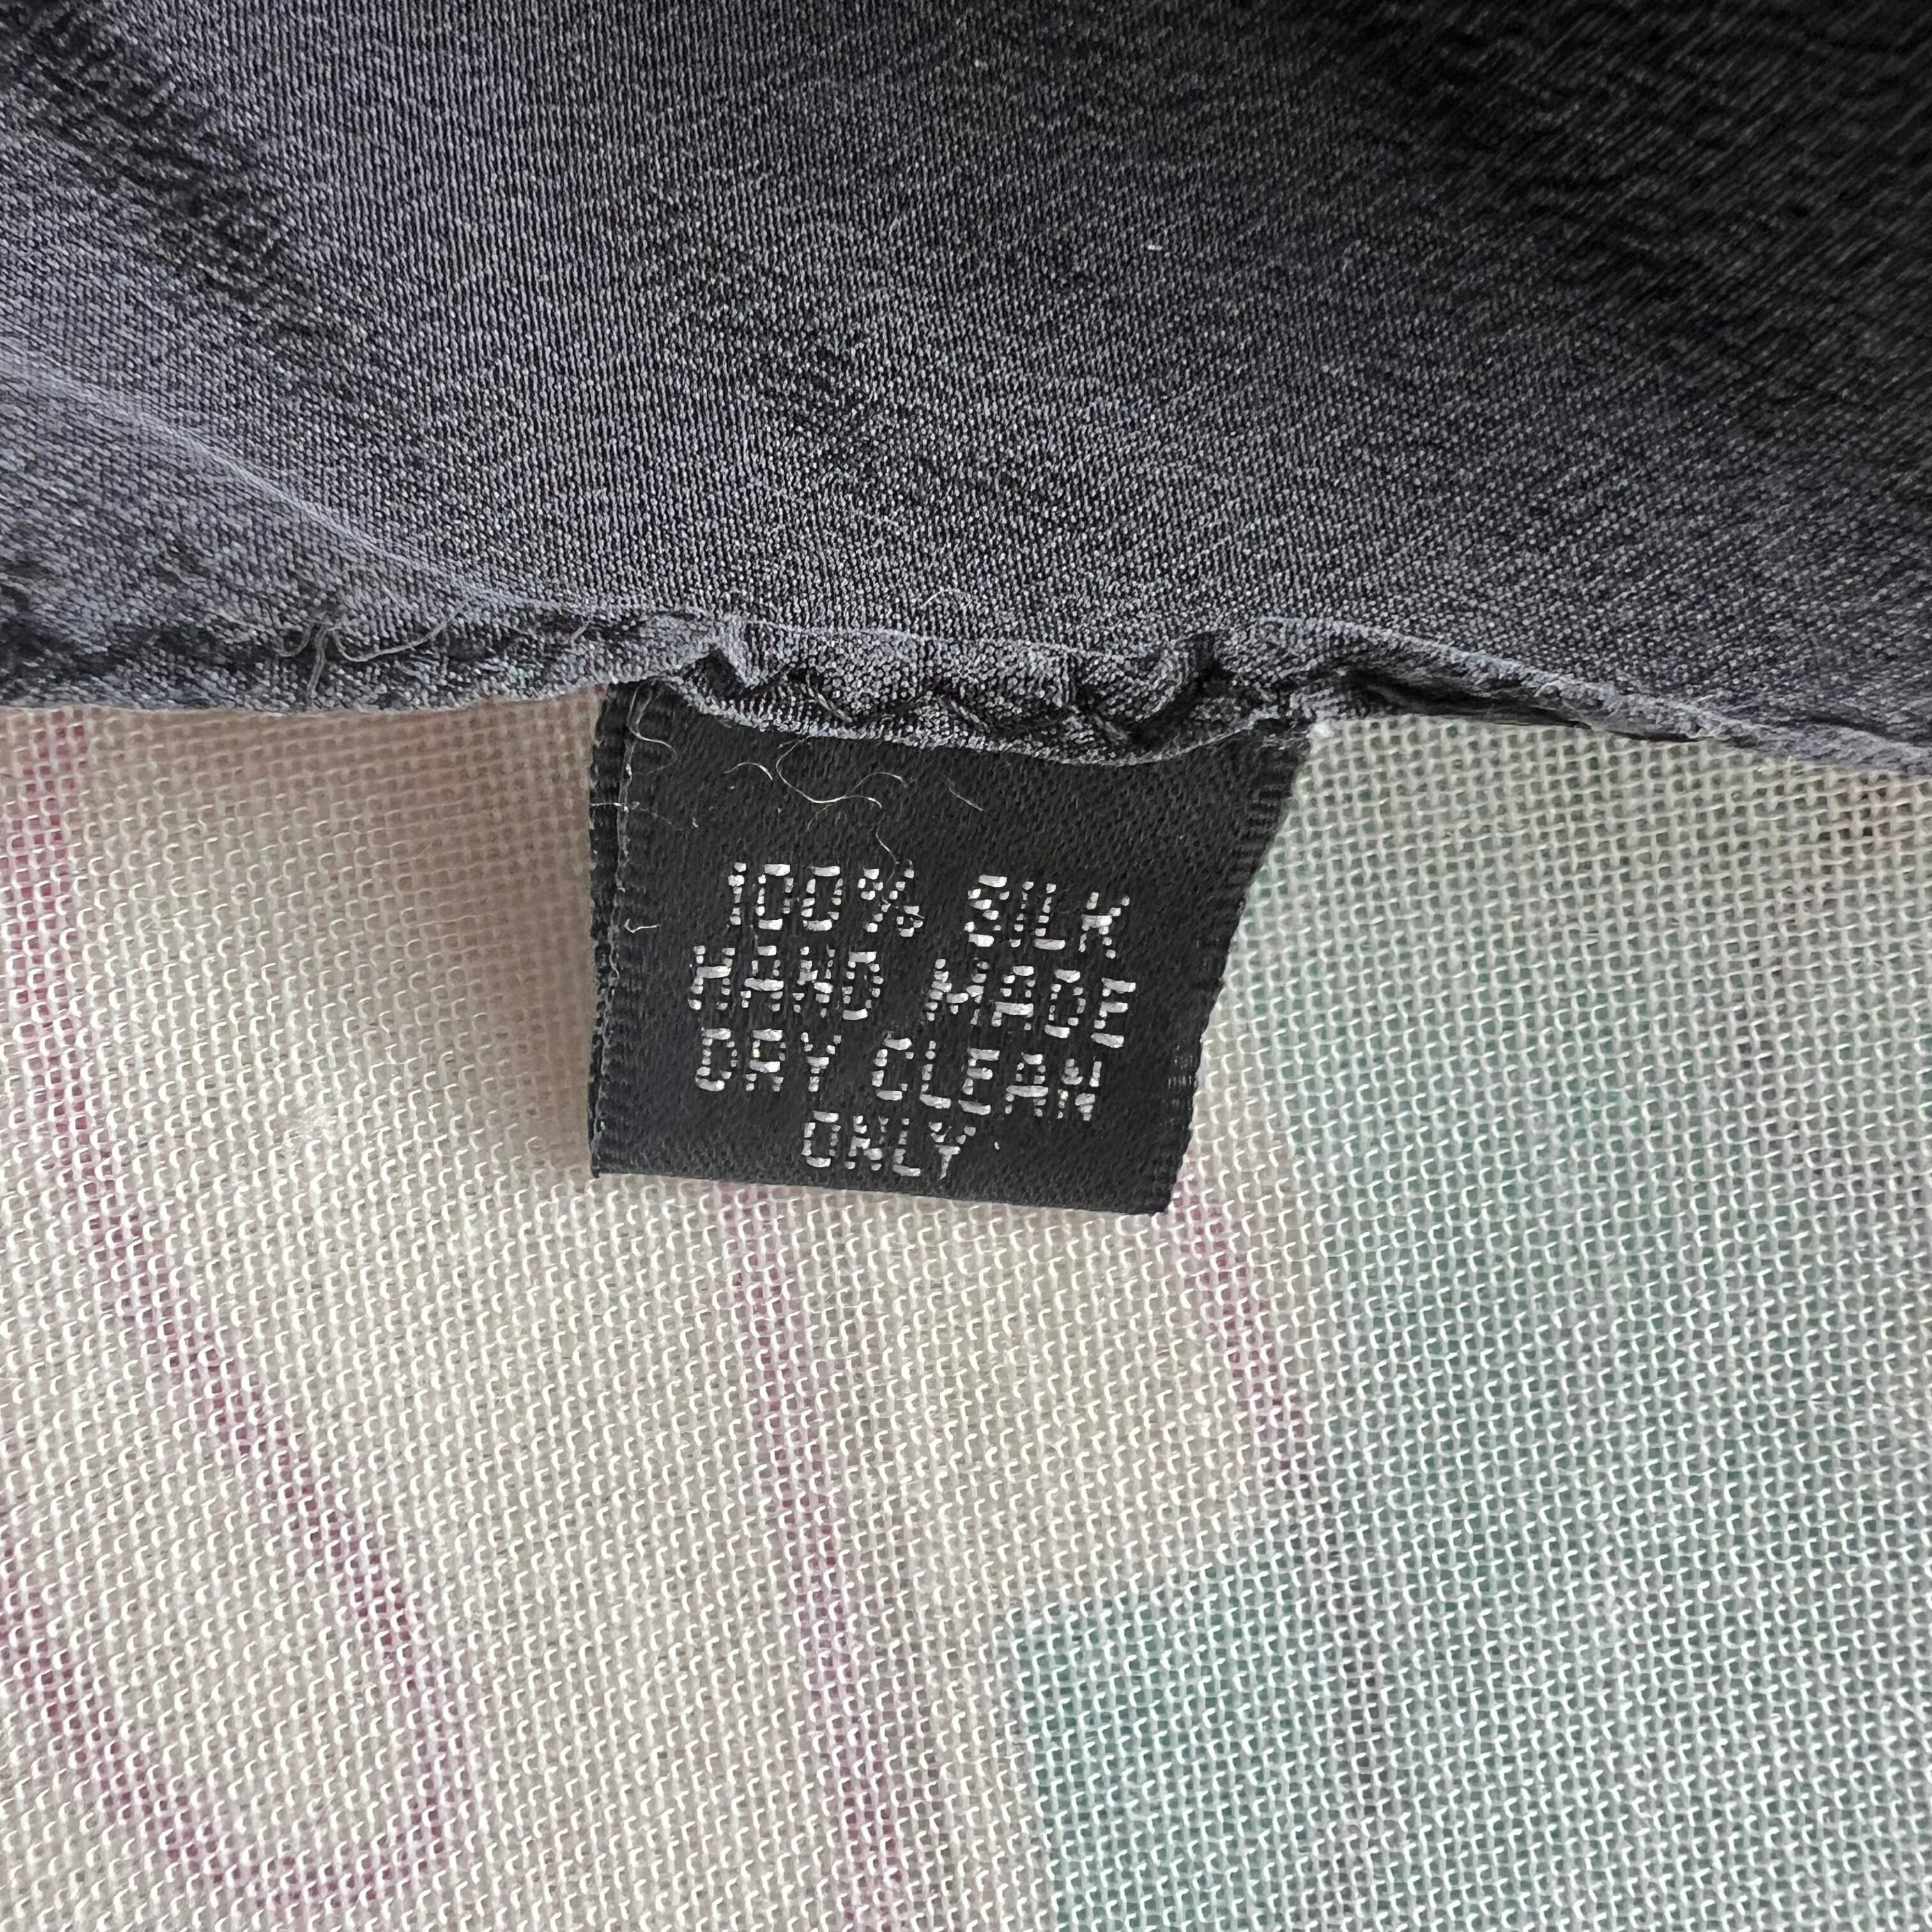 100% SILK
HAND MADE
DRY CLEAN
ONLY